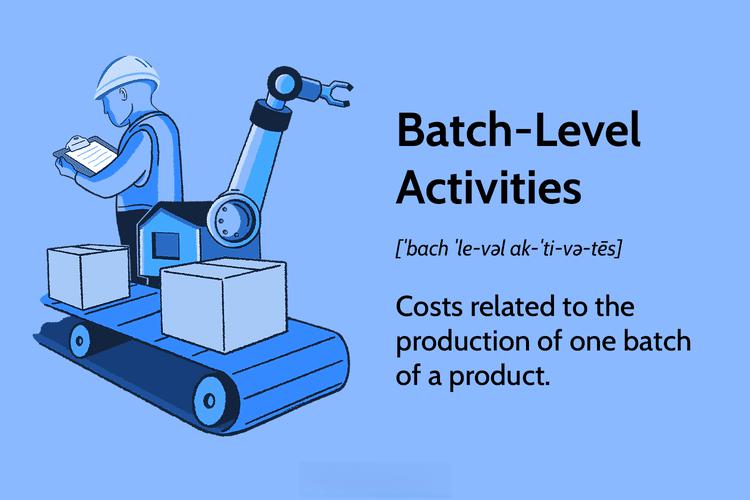 Batch-Level
Activities
[ˈbach ˈle-vəl ak-ˈti-və-tēs]
Costs related to the
production of one batch
of a product.